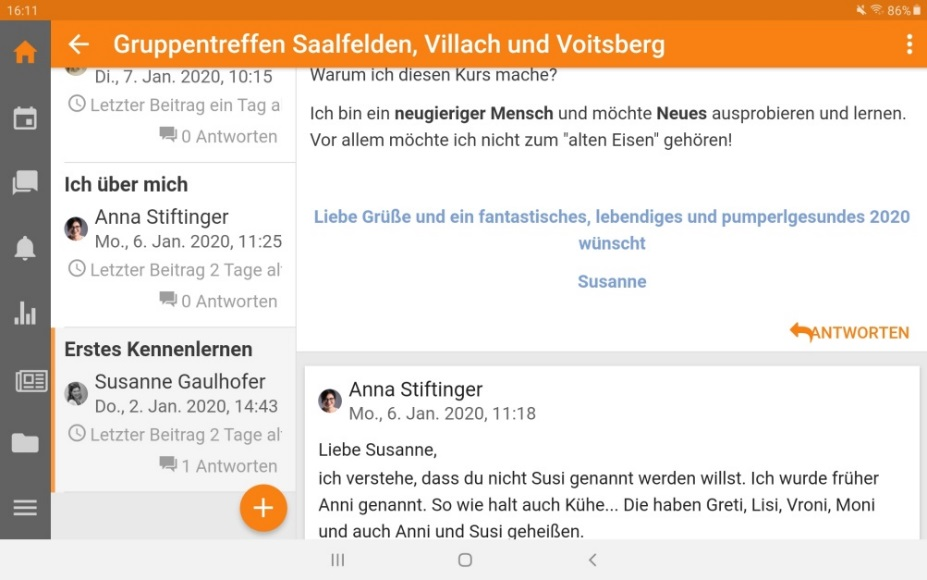 16:11
86%
Gruppentreffen Saalfelden, Villach und Voitsberg
Di., 7. Jan. 2020, 10:15
Letzter Beitrag ein Tag a
0 Antworten
Ich über mich
Anna Stiftinger
Mo., 6. Jan. 2020, 11:25
Letzter Beitrag 2 Tage al
0 Antworten
Erstes Kennenlernen
Susanne Gaulhofer
Do., 2. Jan. 2020, 14:43
Letzter Beitrag 2 Tage al
1 Antworten
Warum ich diesen Kurs mache?
Ich bin ein neugieriger Mensch und möchte Neues ausprobieren und lernen.
Vor allem möchte ich nicht zum "alten Eisen" gehören!
Liebe Grüße und ein fantastisches, lebendiges und pumperlgesundes 2020
wünscht
Susanne
ANTWORTEN
Anna Stiftinger
Mo., 6. Jan. 2020, 11:18
Liebe Susanne,
ich verstehe, dass du nicht Susi genannt werden willst. Ich wurde früher
Anni genannt. So wie halt auch Kühe... Die haben Greti, Lisi, Vroni, Moni
und auch Anni und Susi geheißen.